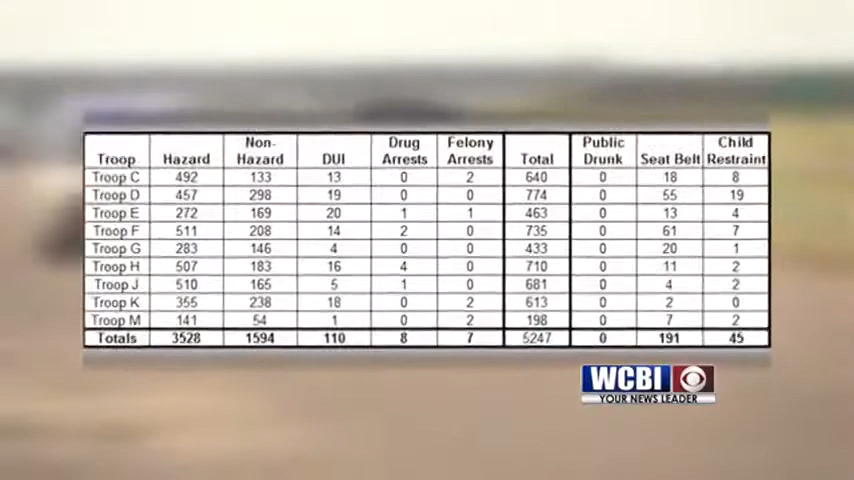 Troop Hazard Non-Hazard DUI Drug Arrests Felony Arrests Total Public Drunk Seat Belt Child Restraint
Troop C 492 133 13 0 2 640 0 18 8
Troop D 457 298 19 0 0 774 0 55 19
Troop E 272 169 20 1 1 463 0 13 4
Troop F 511 208 14 2 0 735 0 61 7
Troop G 283 146 4 0 0 433 0 20 1
Troop H 507 183 16 4 0 710 0 11 2
Troop J 510 165 5 1 0 681 0 4 2
Troop K 355 238 18 0 2 613 0 2 0
Troop M 141 54 1 0 2 198 0 7 2
Totals 3528 1594 110 8 7 5247 0 191 45
WCBI
YOUR NEWS LEADER